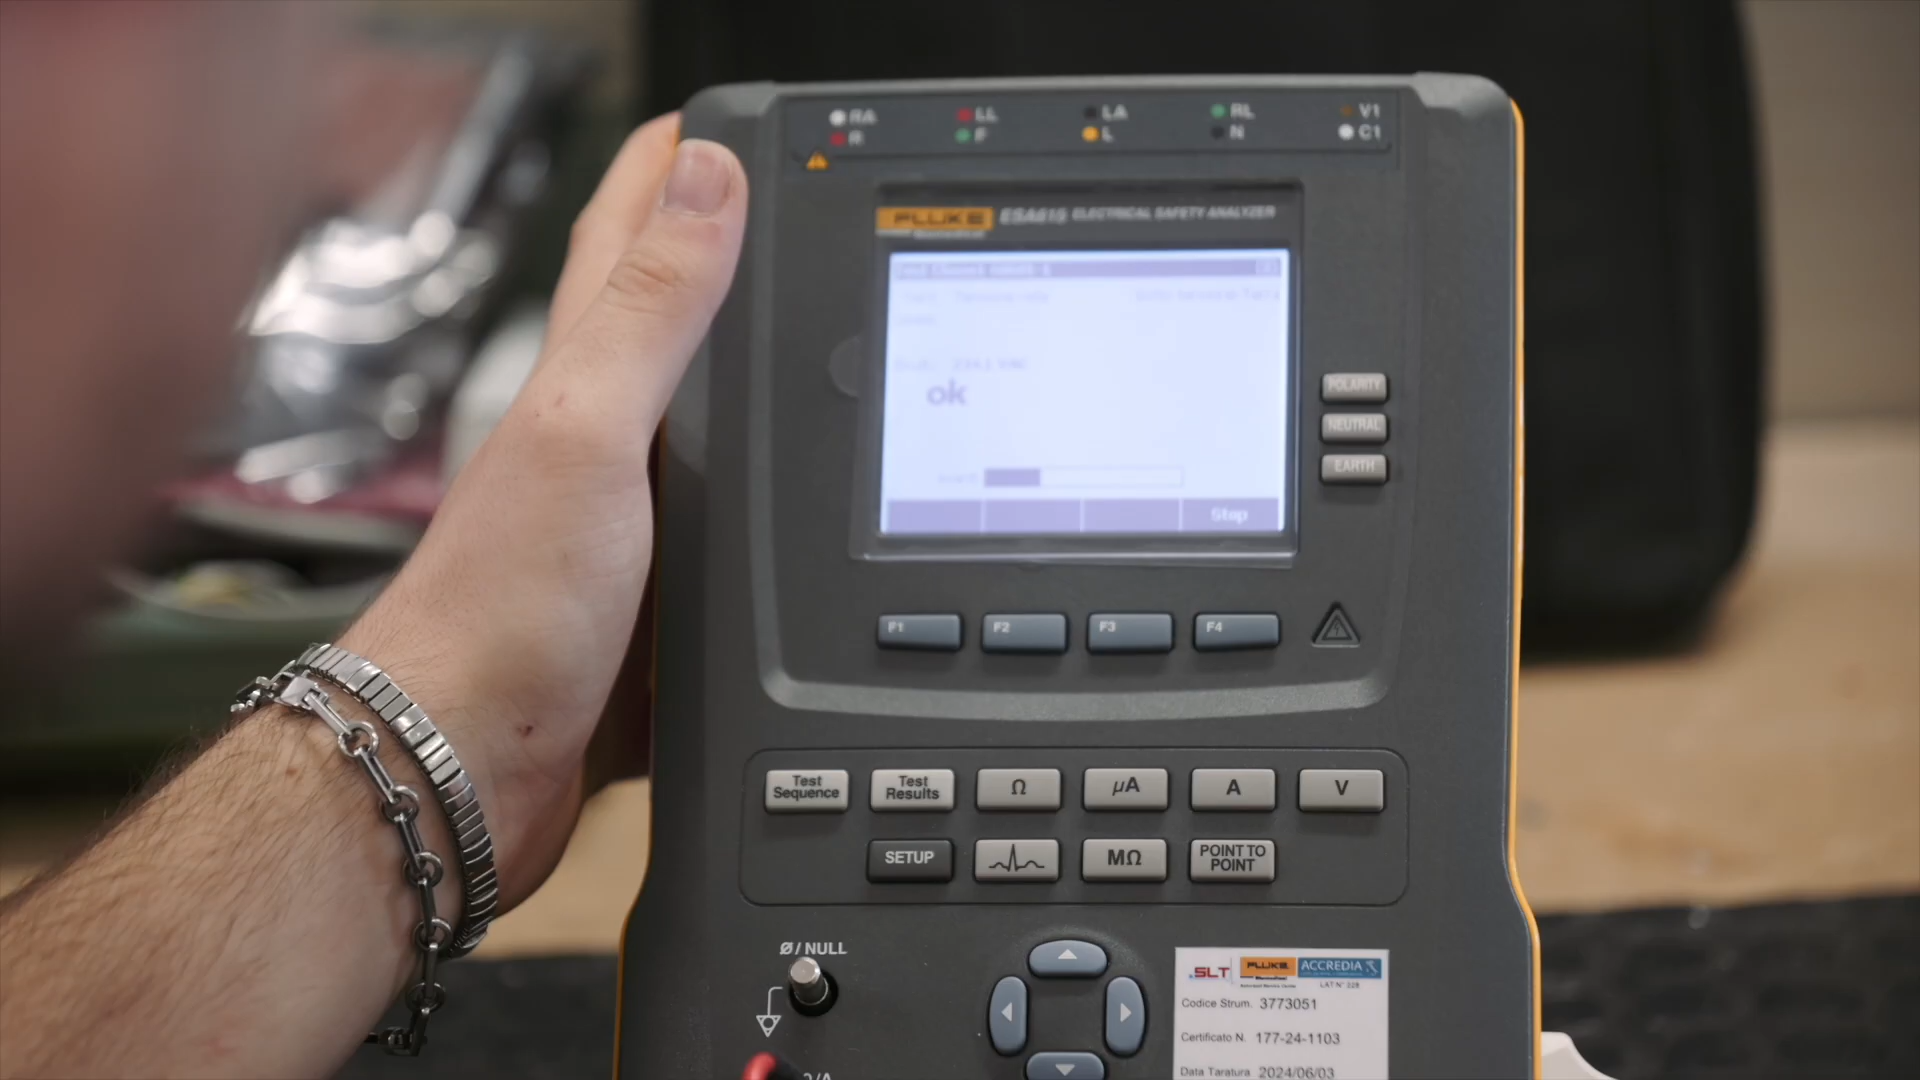 RA LL LA RL V1
R F L N C1
FLUKE ESA615 ELECTRICAL SAFETY ANALYZER
ok
Stop
POLARITY
NEUTRAL
EARTH
F1 F2 F3 F4
Test Sequence
Test Results
Ω µA A V
SETUP MΩ
POINT TO
POINT
Ø/ NULL
SLT FLUKE ACCREDIA
LAT N° 228
Codice Strum. 3773051
Certificato N. 177-24-1103
Data Taratura 2024/06/03